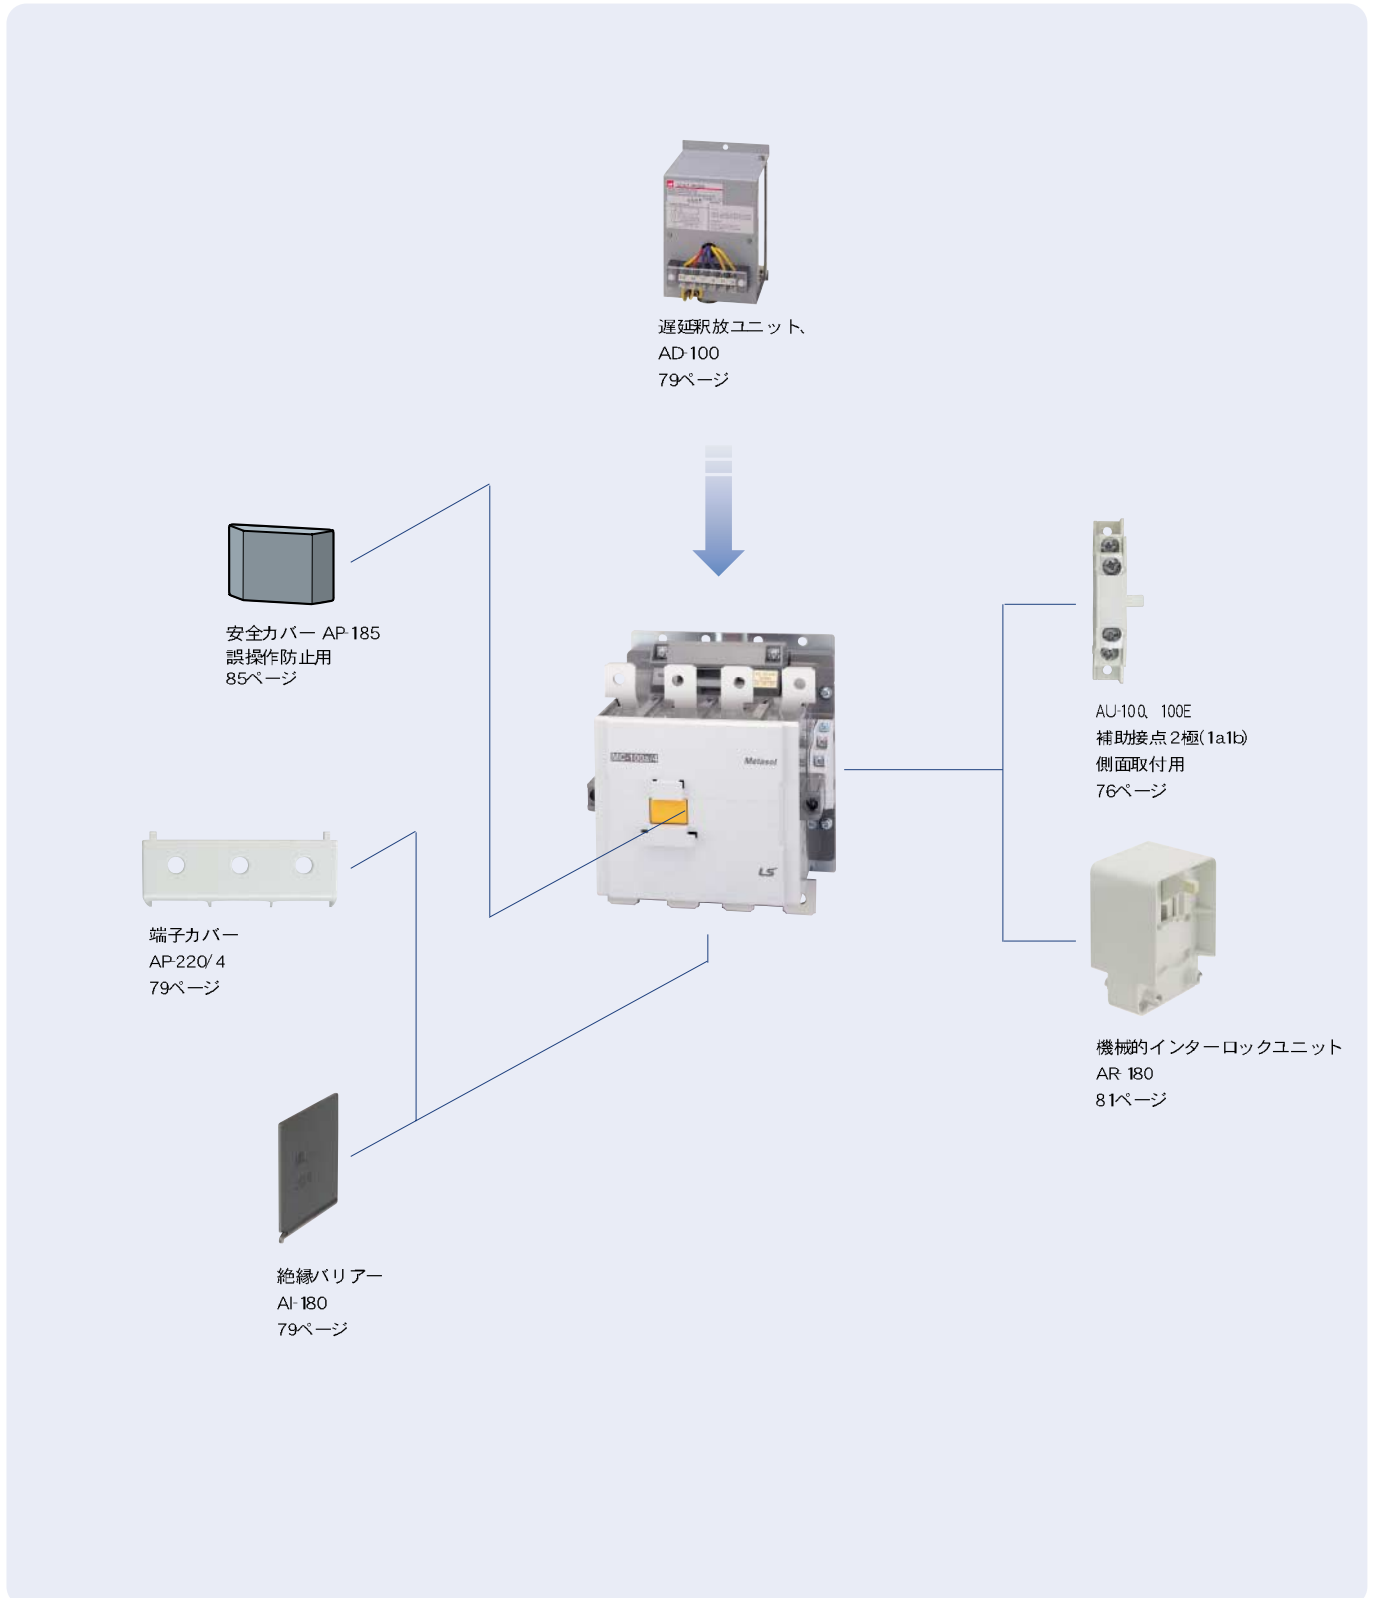 遅延釈放ユニット、
AD-100
79ページ
安全カバー AP-185
誤操作防止用
85ページ
MC-100a/4
Metasol
LS
AU-100、100E
補助接点2極(1a1b)
側面取付用
76ページ
端子カバー
AP-220/4
79ページ
機械的インターロックユニット
AR-180
81ページ
絶縁バリアー
AI-180
79ページ